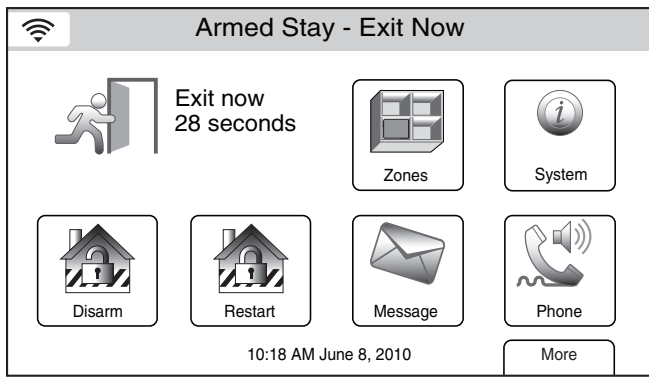 Armed Stay - Exit Now
Exit now
28 seconds
Zones
System
Disarm
Restart
Message
Phone
10:18 AM June 8, 2010
More